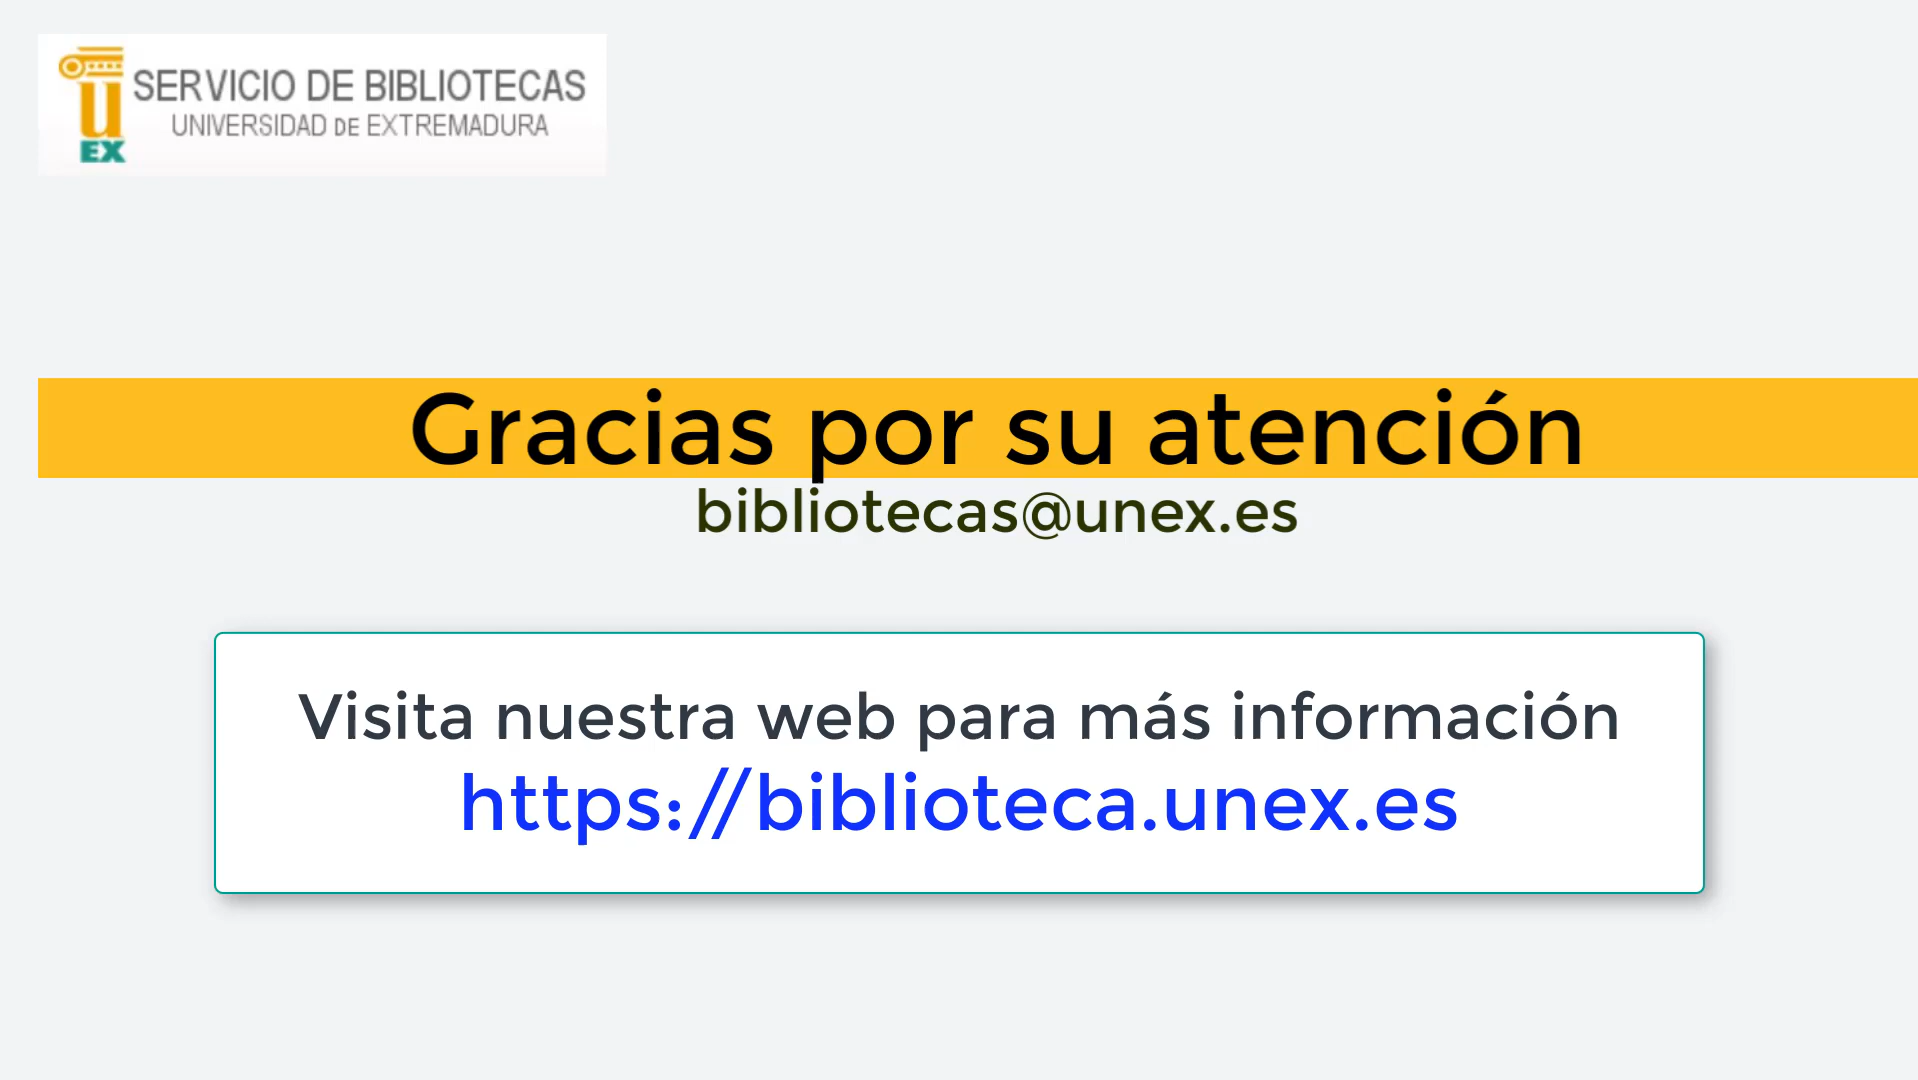 u
EX
SERVICIO DE BIBLIOTECAS
UNIVERSIDAD DE EXTREMADURA
Gracias por su atención
bibliotecas@unex.es
Visita nuestra web para más información
https://biblioteca.unex.es